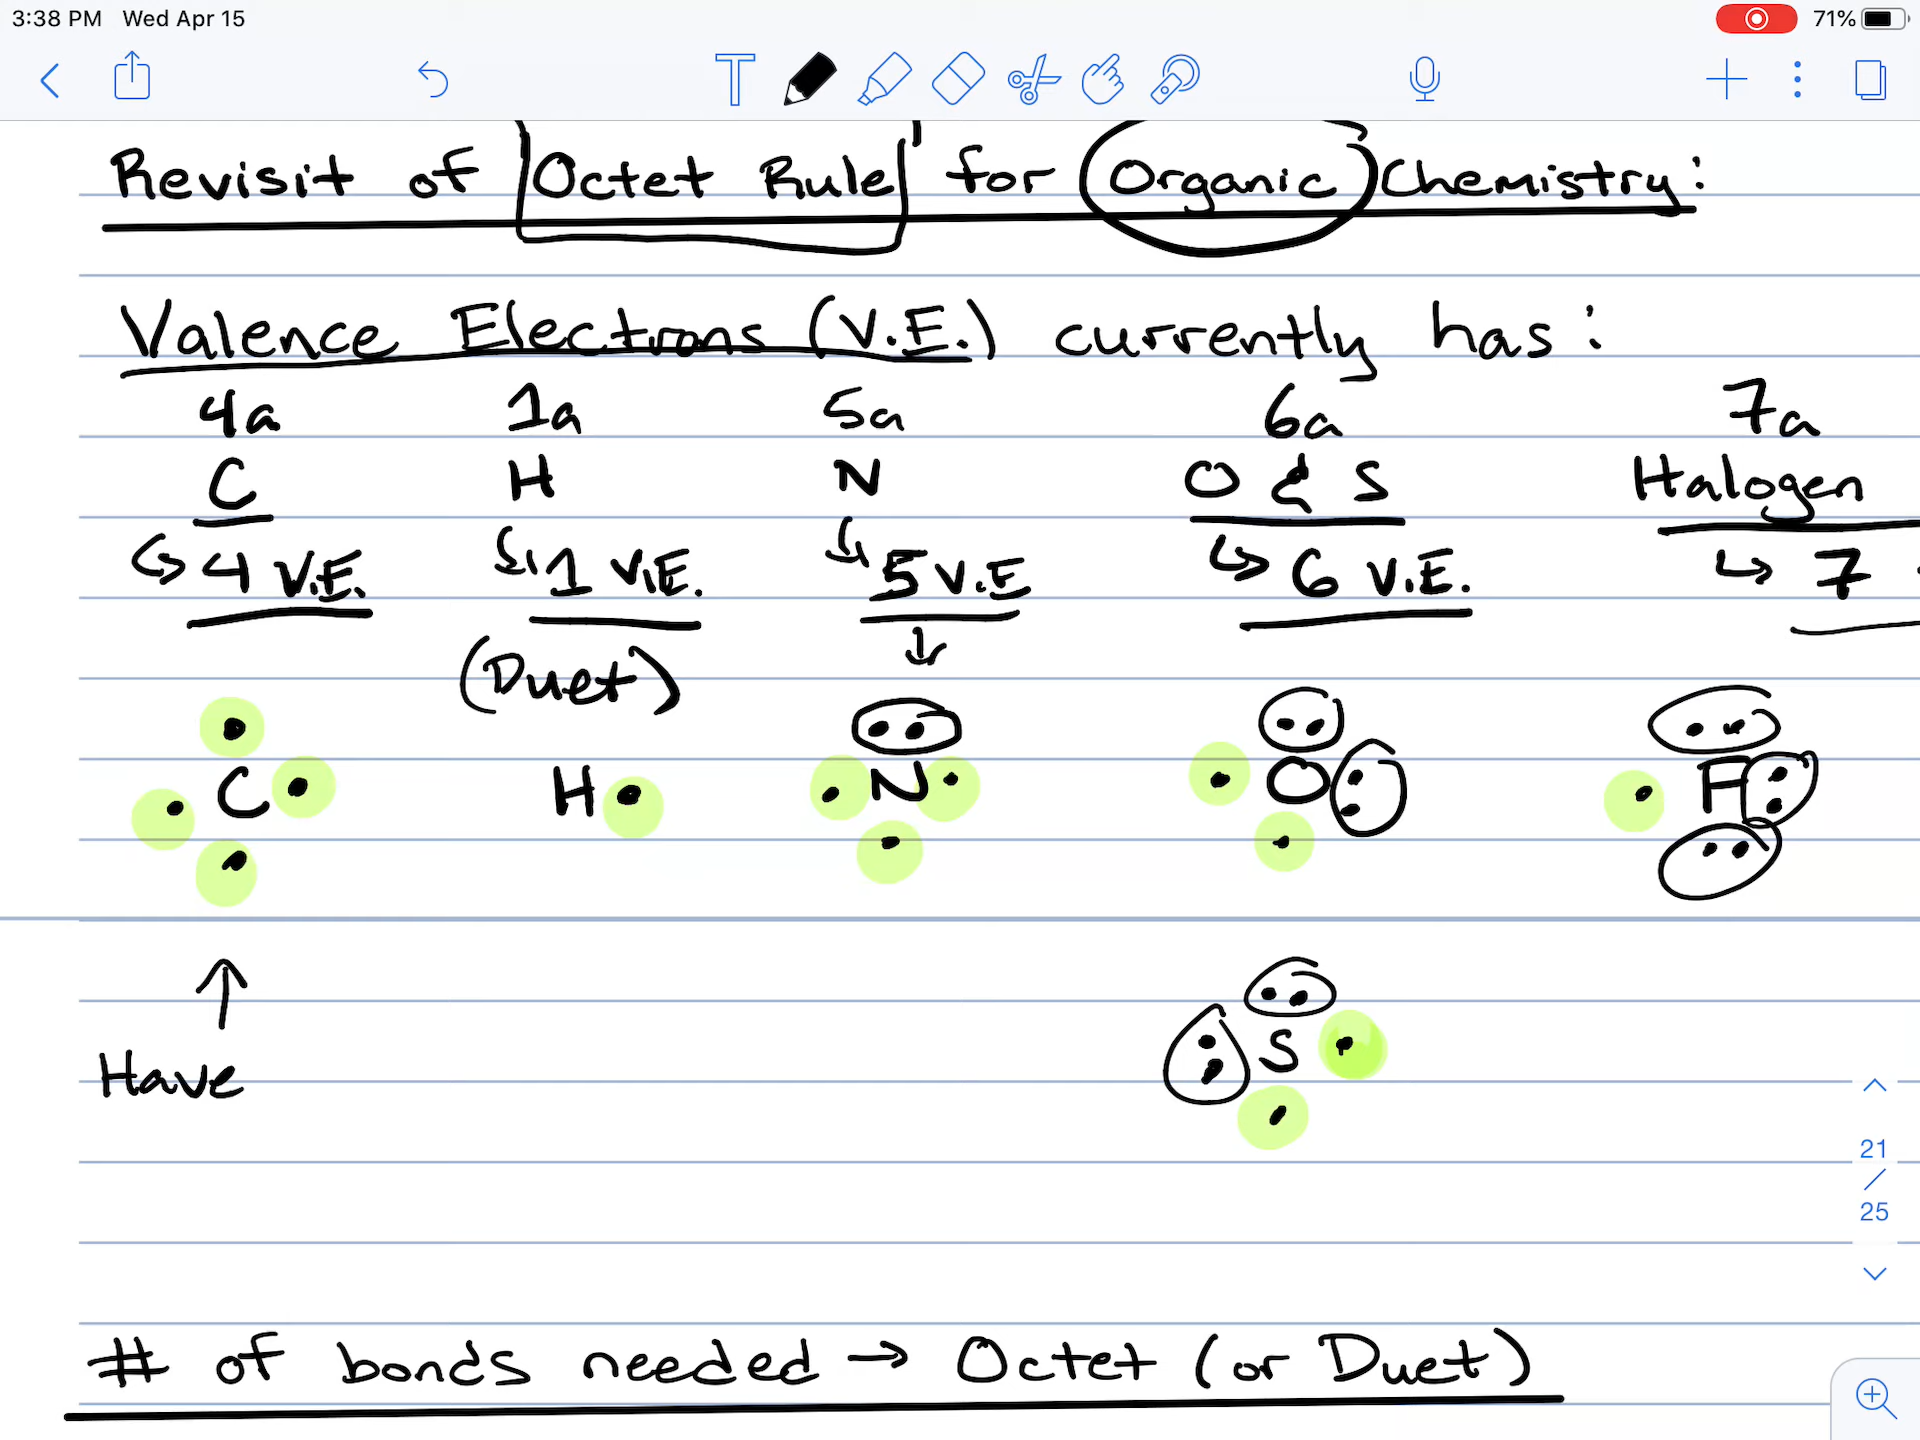 3:38 PM Wed Apr 15 71%
T
Revisit of Octet Rule for Organic Chemistry:
Valence Electrons (V.E.) currently has:
4a 1a 5a 6a 7a
C H N O & S Halogen
↳ 4 V.E. ↳ 1 V.E. ↳ 5 V.E ↳ 6 V.E. ↳ 7
(Duet) ↓
C H N O F
↑ S
Have
21
/
25
# of bonds needed → Octet (or Duet)